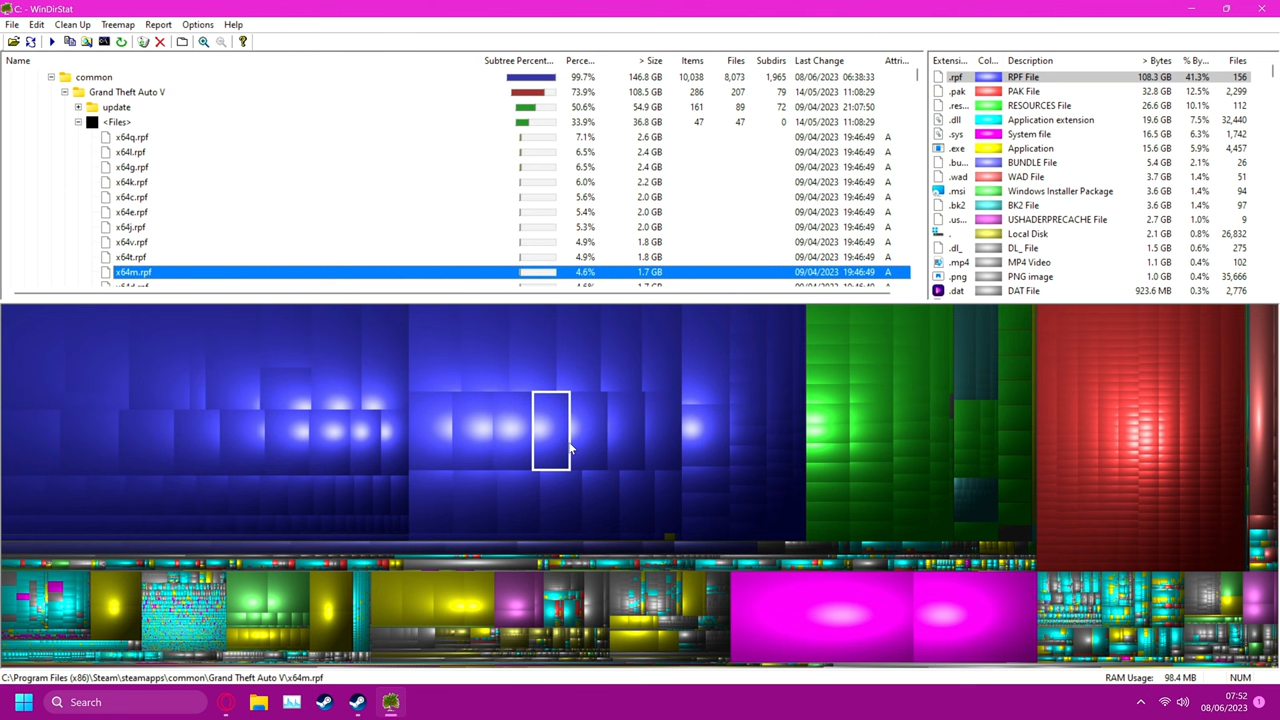 C: - WinDirStat
File Edit Clean Up Treemap Report Options Help
Name Subtree Percent... Perce... > Size Items Files Subdirs Last Change Attri...
common 99.7% 146.8 GB 10,038 8,073 1,965 08/06/2023 06:38:33
Grand Theft Auto V 73.9% 108.5 GB 286 207 79 14/05/2023 11:08:29
update 50.6% 54.9 GB 161 89 72 09/04/2023 21:07:50
<Files> 33.9% 36.8 GB 47 47 0 14/05/2023 11:08:29
x64q.rpf 7.1% 2.6 GB 09/04/2023 19:46:49 A
x64l.rpf 6.5% 2.4 GB 09/04/2023 19:46:49 A
x64g.rpf 6.5% 2.4 GB 09/04/2023 19:46:49 A
x64k.rpf 6.0% 2.2 GB 09/04/2023 19:46:49 A
x64c.rpf 5.6% 2.0 GB 09/04/2023 19:46:49 A
x64e.rpf 5.4% 2.0 GB 09/04/2023 19:46:49 A
x64j.rpf 5.3% 2.0 GB 09/04/2023 19:46:49 A
x64v.rpf 4.9% 1.8 GB 09/04/2023 19:46:49 A
x64t.rpf 4.9% 1.8 GB 09/04/2023 19:46:49 A
x64m.rpf 4.6% 1.7 GB 09/04/2023 19:46:49 A
Extensi... Col... Description > Bytes % By... Files
.rpf RPF File 108.3 GB 41.3% 156
.pak PAK File 32.8 GB 12.5% 2,299
.res... RESOURCES File 26.6 GB 10.1% 112
.dll Application extension 19.6 GB 7.5% 32,440
.sys System file 16.5 GB 6.3% 1,742
.exe Application 15.6 GB 5.9% 4,457
.bu... BUNDLE File 5.4 GB 2.1% 26
.wad WAD File 3.7 GB 1.4% 51
.msi Windows Installer Package 3.6 GB 1.4% 94
.bk2 BK2 File 3.6 GB 1.4% 97
.us... USHADERPRECACHE File 2.7 GB 1.0% 9
. Local Disk 2.1 GB 0.8% 26,832
.dl_ DL_ File 1.5 GB 0.6% 275
.mp4 MP4 Video 1.1 GB 0.4% 102
.png PNG image 1.0 GB 0.4% 35,666
.dat DAT File 923.6 MB 0.3% 2,776
C:\Program Files (x86)\Steam\steamapps\common\Grand Theft Auto V\x64m.rpf RAM Usage: 98.4 MB NUM
Search
07:52
08/06/2023
1